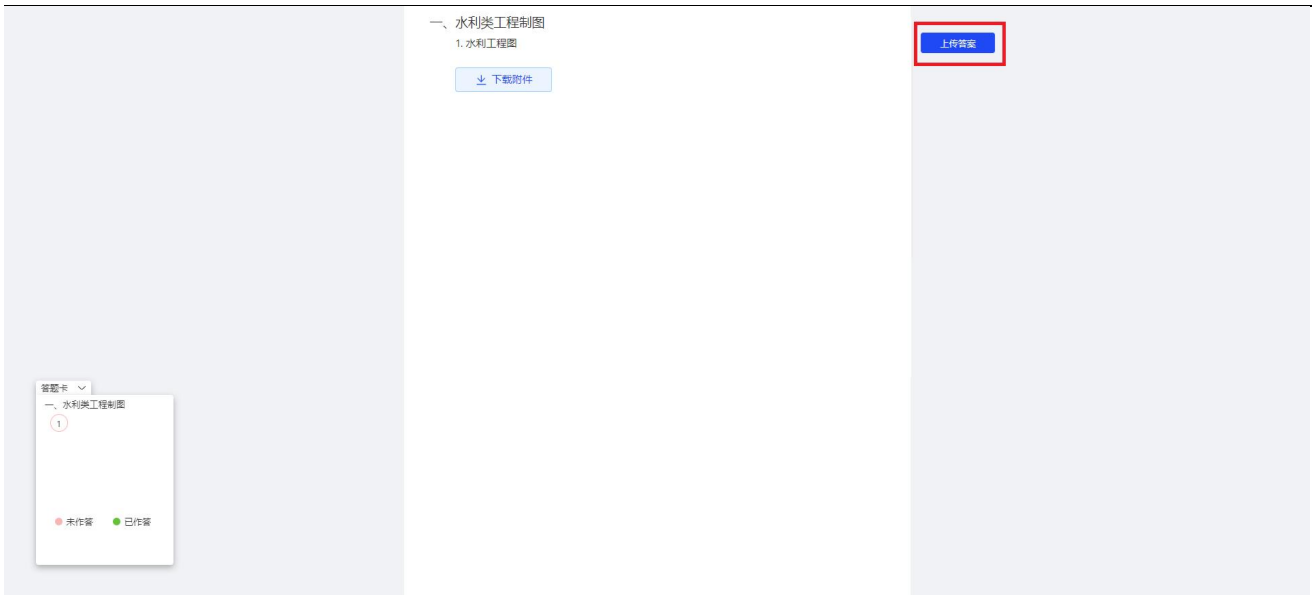 一、水利类工程制图
1. 水利工程图
上传答案
下载附件
答题卡
一、水利类工程制图
1
未作答
已作答